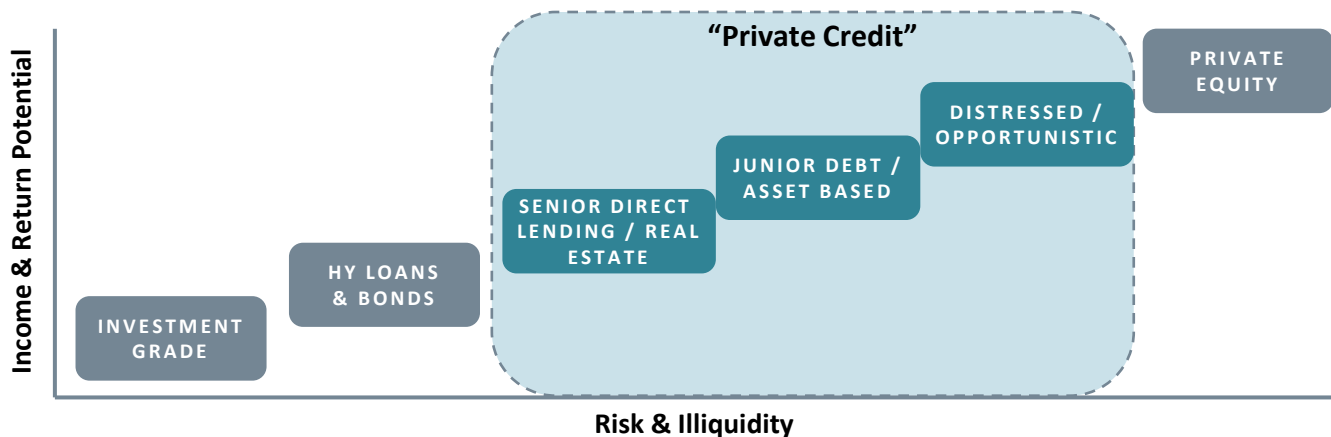 “Private Credit”
PRIVATE
EQUITY
DISTRESSED /
OPPORTUNISTIC
JUNIOR DEBT /
ASSET BASED
SENIOR DIRECT
LENDING / REAL
ESTATE
HY LOANS
& BONDS
INVESTMENT
GRADE
Income & Return Potential
Risk & Illiquidity